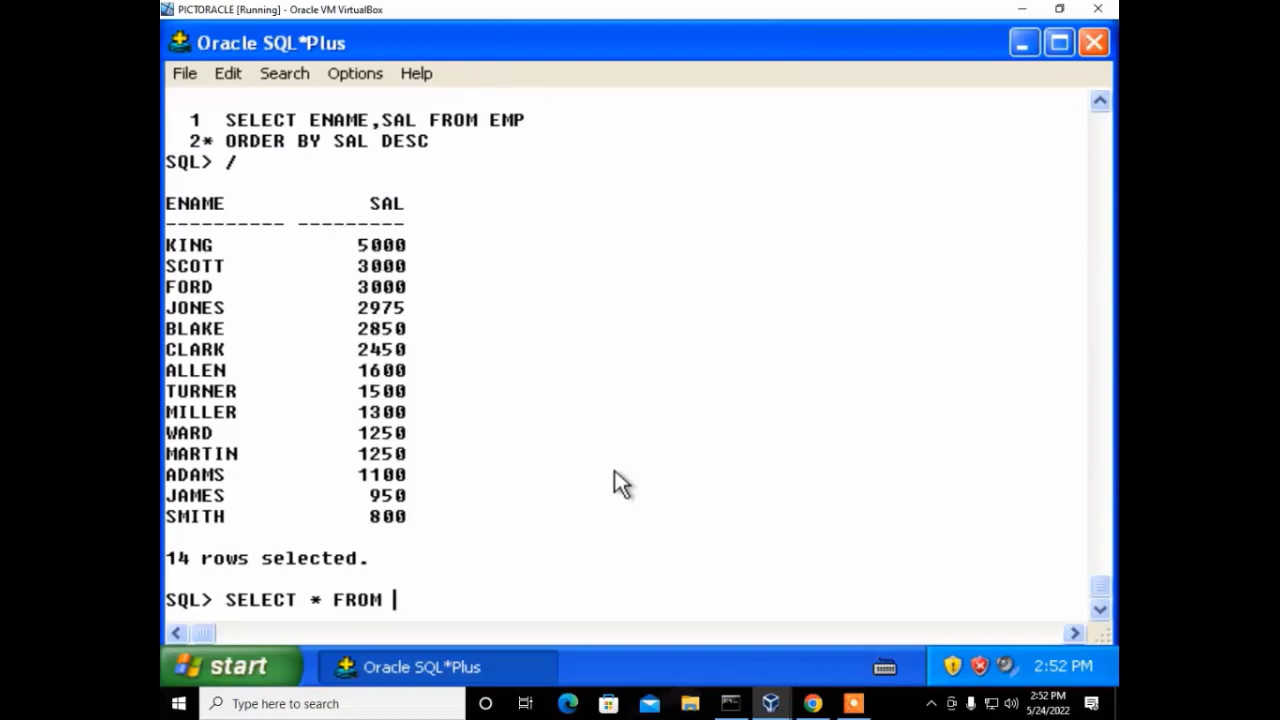 PICTORACLE [Running] - Oracle VM VirtualBox
Oracle SQL*Plus
File Edit Search Options Help
1 SELECT ENAME,SAL FROM EMP
2* ORDER BY SAL DESC
SQL> /
ENAME SAL
---------- ---------
KING 5000
SCOTT 3000
FORD 3000
JONES 2975
BLAKE 2850
CLARK 2450
ALLEN 1600
TURNER 1500
MILLER 1300
WARD 1250
MARTIN 1250
ADAMS 1100
JAMES 950
SMITH 800
14 rows selected.
SQL> SELECT * FROM
start Oracle SQL*Plus 2:52 PM
Type here to search 2:52 PM
5/24/2022